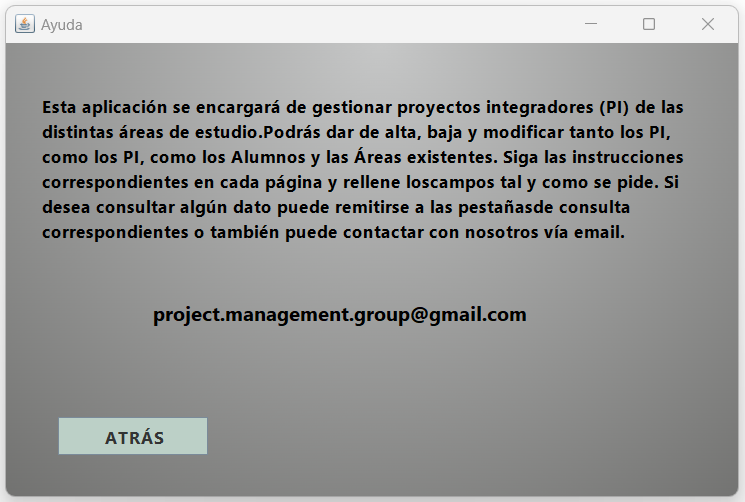 Ayuda
Esta aplicación se encargará de gestionar proyectos integradores (PI) de las
distintas áreas de estudio.Podrás dar de alta, baja y modificar tanto los PI,
como los PI, como los Alumnos y las Áreas existentes. Siga las instrucciones
correspondientes en cada página y rellene loscampos tal y como se pide. Si
desea consultar algún dato puede remitirse a las pestañasde consulta
correspondientes o también puede contactar con nosotros vía email.
project.management.group@gmail.com
ATRÁS